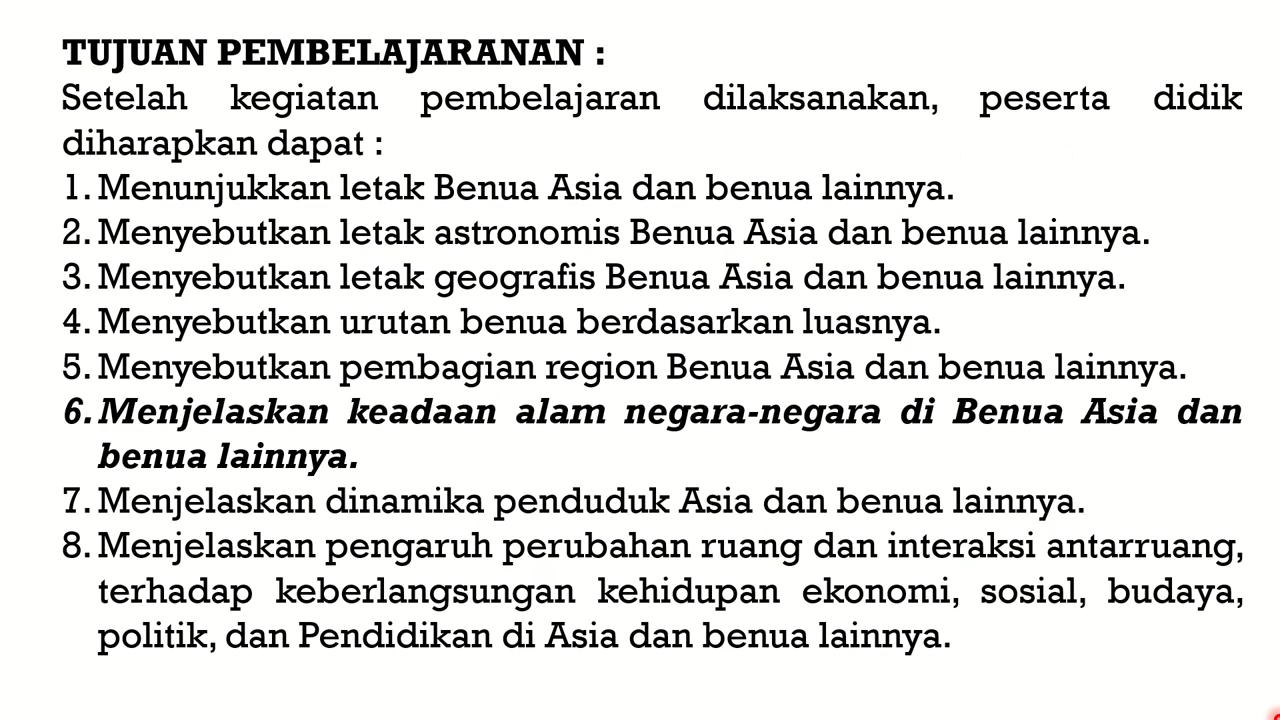 TUJUAN PEMBELAJARANAN :
Setelah kegiatan pembelajaran dilaksanakan, peserta didik
diharapkan dapat :
1. Menunjukkan letak Benua Asia dan benua lainnya.
2. Menyebutkan letak astronomis Benua Asia dan benua lainnya.
3. Menyebutkan letak geografis Benua Asia dan benua lainnya.
4. Menyebutkan urutan benua berdasarkan luasnya.
5. Menyebutkan pembagian region Benua Asia dan benua lainnya.
6. Menjelaskan keadaan alam negara-negara di Benua Asia dan
benua lainnya.
7. Menjelaskan dinamika penduduk Asia dan benua lainnya.
8. Menjelaskan pengaruh perubahan ruang dan interaksi antarruang,
terhadap keberlangsungan kehidupan ekonomi, sosial, budaya,
politik, dan Pendidikan di Asia dan benua lainnya.